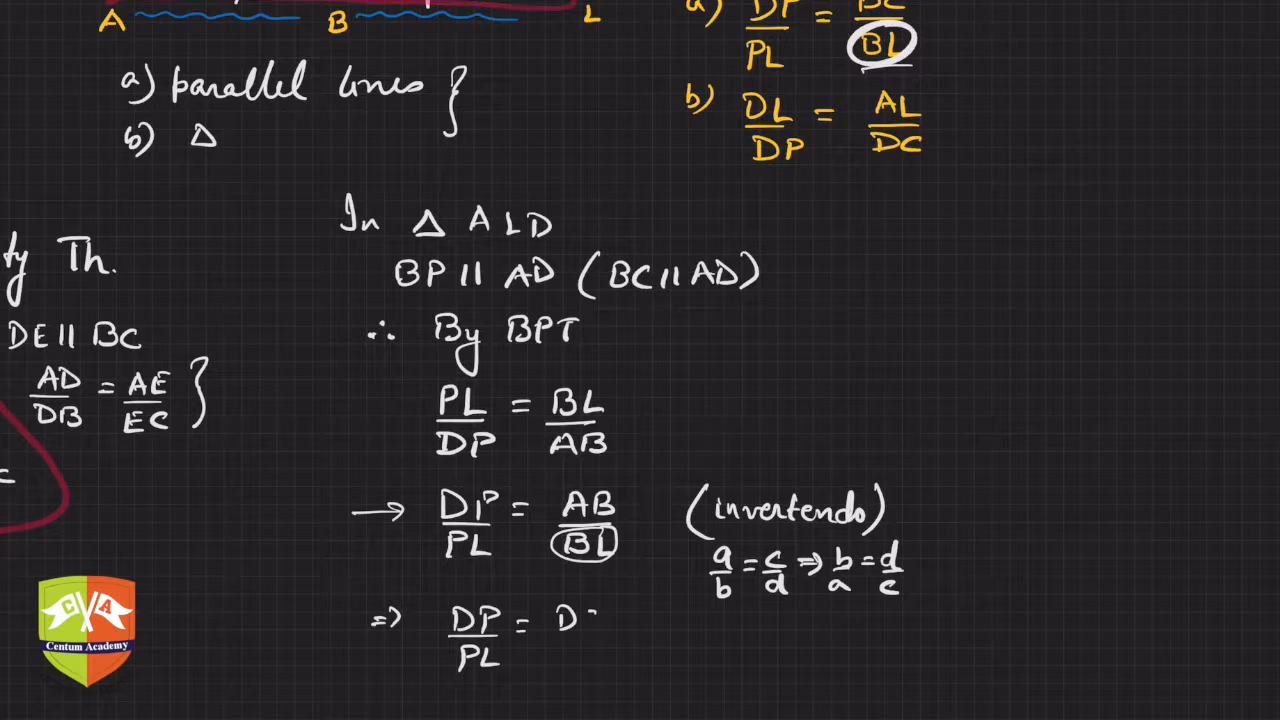 A B L
a) DP/PL = BC/BL
a) parallel lines }
b) Δ
b) DL/DP = AL/DC
ty Th.
DE || BC
AD/DB = AE/EC }
In Δ ALD
BP || AD (BC || AD)
∴ By BPT
PL/DP = BL/AB
→ DP/PL = AB/BL (invertendo)
a/b = c/d ⇒ b/a = d/c
⇒ DP/PL = D
C A
Centum Academy